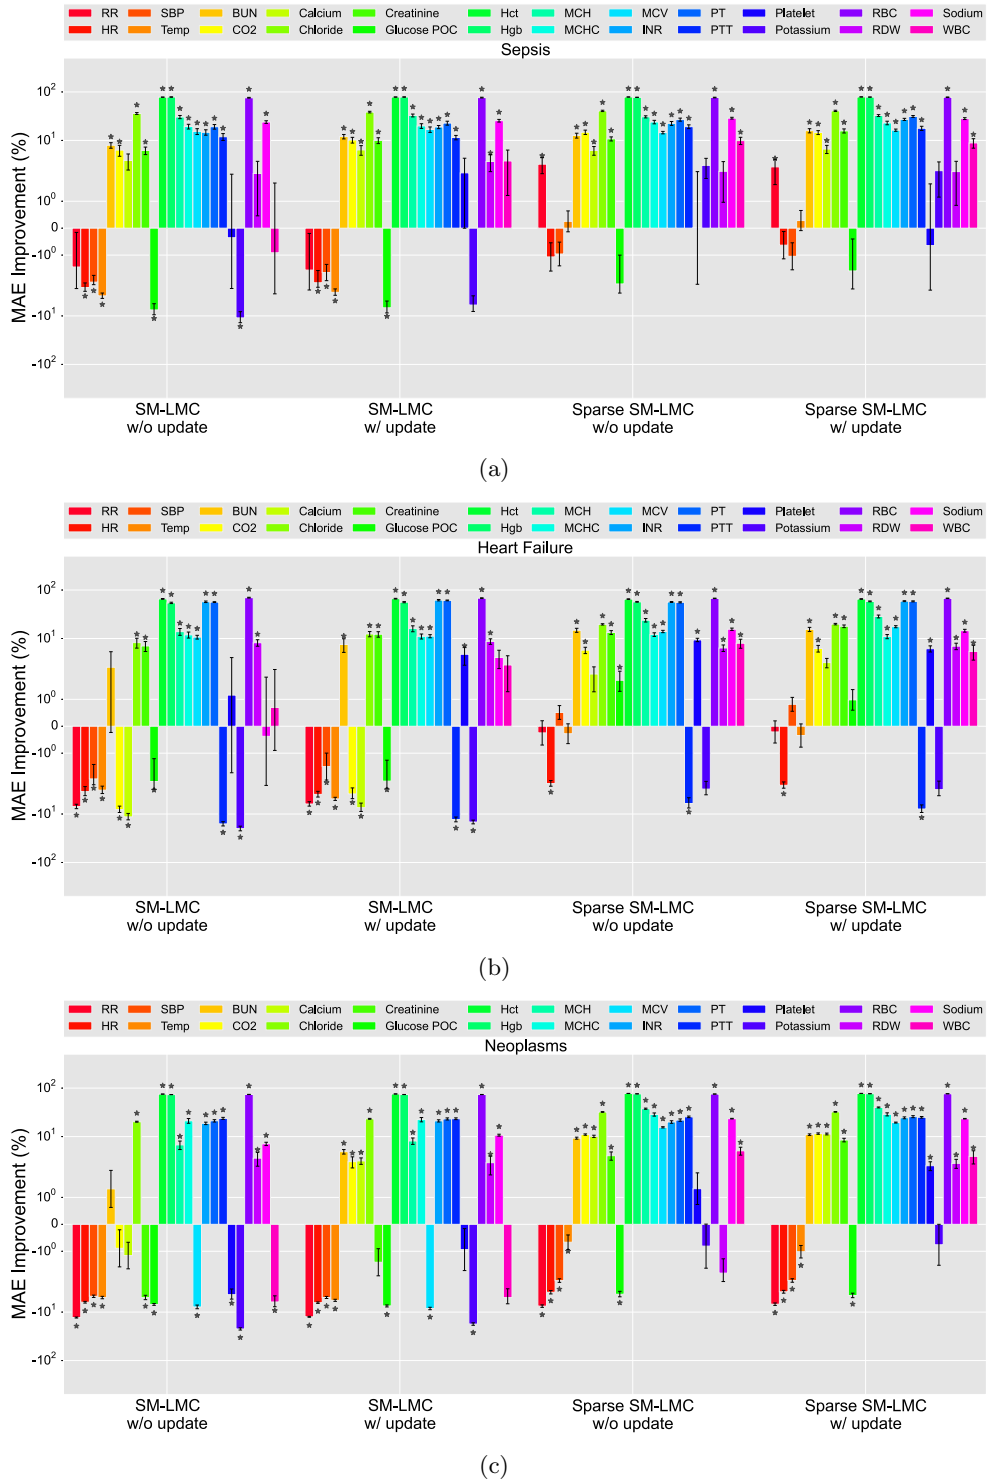 RR SBP BUN Calcium Creatinine Hct MCH MCV PT Platelet RBC Sodium
HR Temp CO2 Chloride Glucose POC Hgb MCHC INR PTT Potassium RDW WBC
Sepsis
MAE Improvement (%)
10²
10¹
10⁰
0
-10⁰
-10¹
-10²
SM-LMC w/o update
SM-LMC w/ update
Sparse SM-LMC w/o update
Sparse SM-LMC w/ update
(a)
RR SBP BUN Calcium Creatinine Hct MCH MCV PT Platelet RBC Sodium
HR Temp CO2 Chloride Glucose POC Hgb MCHC INR PTT Potassium RDW WBC
Heart Failure
MAE Improvement (%)
10²
10¹
10⁰
0
-10⁰
-10¹
-10²
SM-LMC w/o update
SM-LMC w/ update
Sparse SM-LMC w/o update
Sparse SM-LMC w/ update
(b)
RR SBP BUN Calcium Creatinine Hct MCH MCV PT Platelet RBC Sodium
HR Temp CO2 Chloride Glucose POC Hgb MCHC INR PTT Potassium RDW WBC
Neoplasms
MAE Improvement (%)
10²
10¹
10⁰
0
-10⁰
-10¹
-10²
SM-LMC w/o update
SM-LMC w/ update
Sparse SM-LMC w/o update
Sparse SM-LMC w/ update
(c)